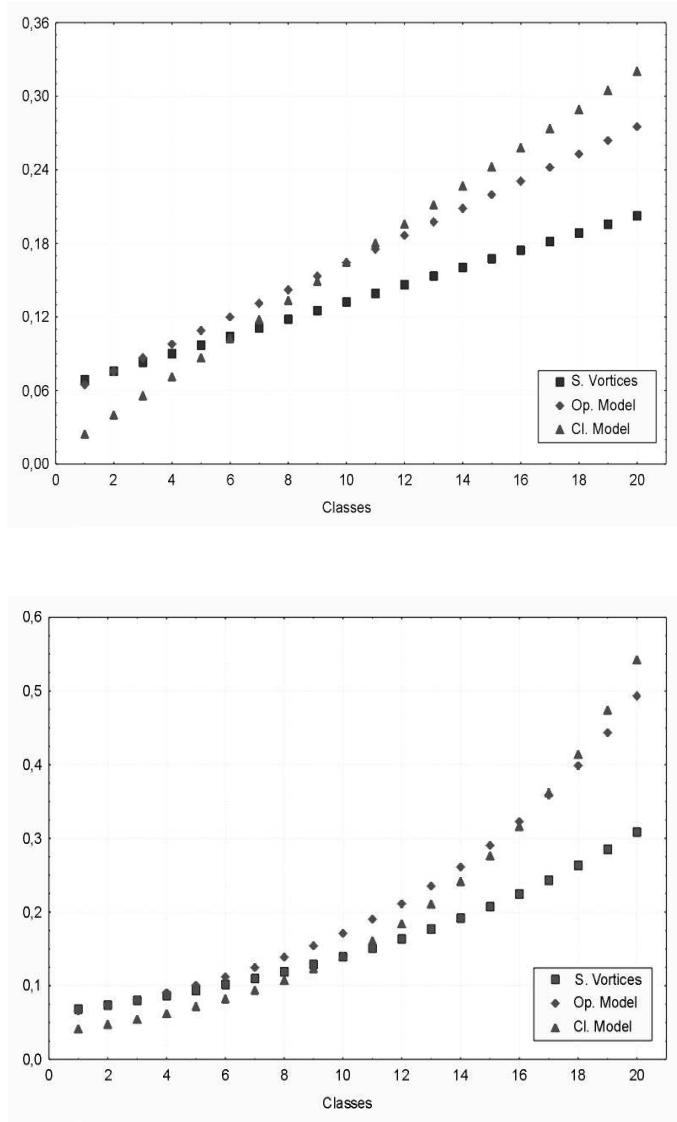 0,36
0,30
0,24
0,18
0,12
0,06
0,00
0 2 4 6 8 10 12 14 16 18 20
Classes
S. Vortices
Op. Model
Cl. Model
0,6
0,5
0,4
0,3
0,2
0,1
0,0
0 2 4 6 8 10 12 14 16 18 20
Classes
S. Vortices
Op. Model
Cl. Model